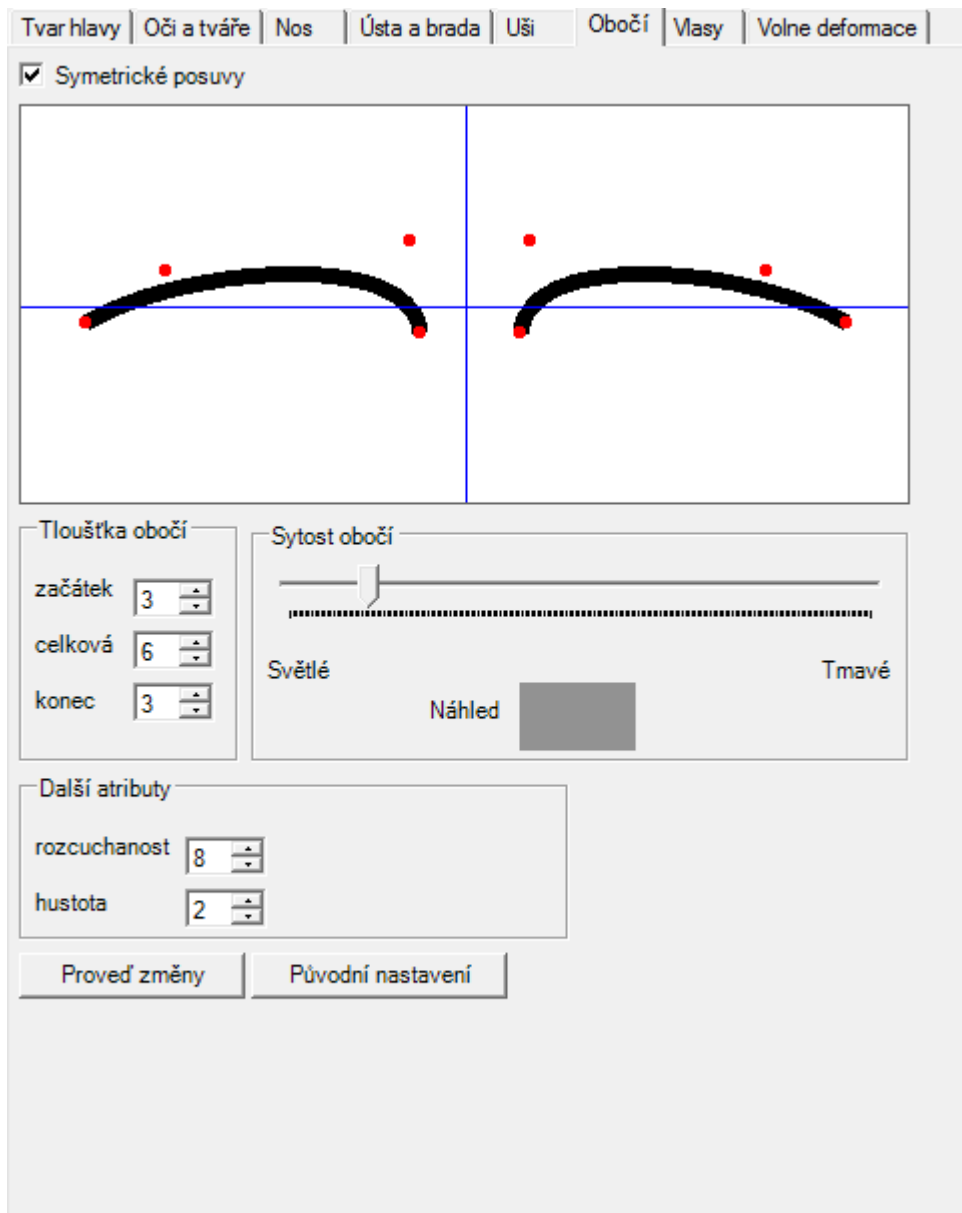 Tvar hlavy Oči a tváře Nos Ústa a brada Uši Obočí Vlasy Volne deformace
Symetrické posuvy
Tloušťka obočí
začátek 3
celková 6
konec 3
Sytost obočí
Světlé Tmavé
Náhled
Další atributy
rozcuchanost 8
hustota 2
Proveď změny Původní nastavení